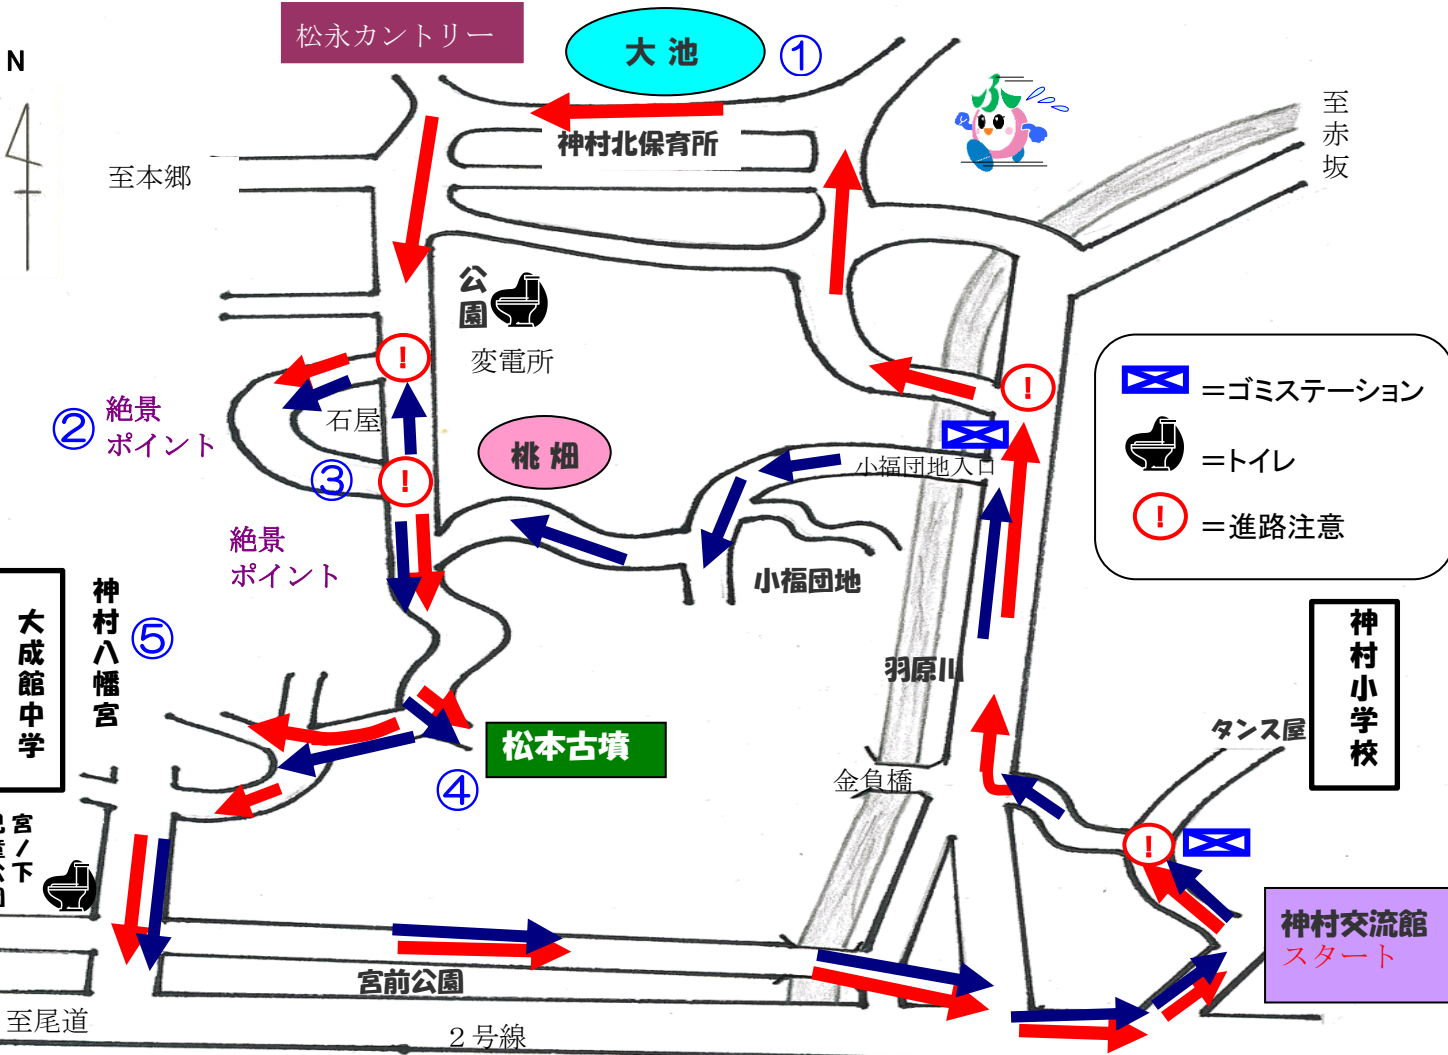 松永カントリー
大 池
①
N
神村北保育所
至本郷
至赤坂
公園
変電所
!
=ゴミステーション
=トイレ
! =進路注意
!
② 絶景
ポイント
石屋
③
!
桃 畑
小福団地入口
絶景
ポイント
小福団地
大成館中学
神村八幡宮
⑤
羽原川
神村小学校
タンス屋
松本古墳
④
金負橋
!
宮ノ下
神村交流館
スタート
宮前公園
至尾道
2号線